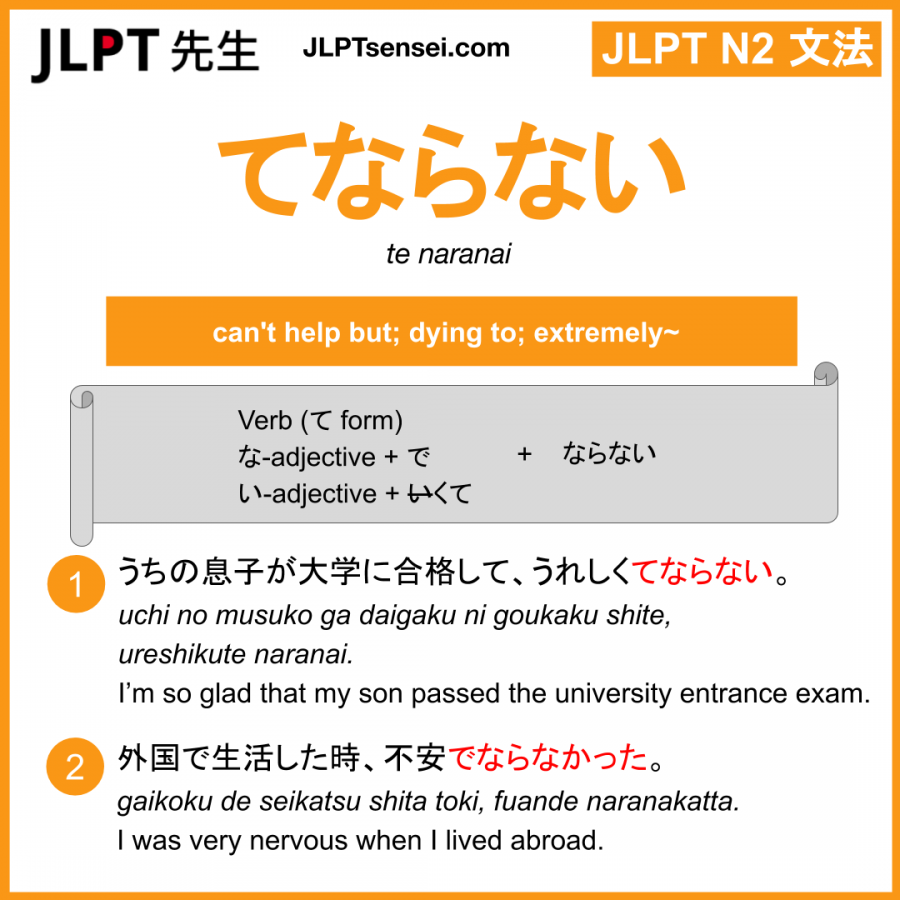 JLPT 先生
JLPTsensei.com
JLPT N2 文法
てならない
te naranai
can't help but; dying to; extremely~
Verb (て form)
な-adjective + で
い-adjective + いくて
+ ならない
1
うちの息子が大学に合格して、うれしくてならない。
uchi no musuko ga daigaku ni goukaku shite,
ureshikute naranai.
I'm so glad that my son passed the university entrance exam.
2
外国で生活した時、不安でならなかった。
gaikoku de seikatsu shita toki, fuande naranakatta.
I was very nervous when I lived abroad.